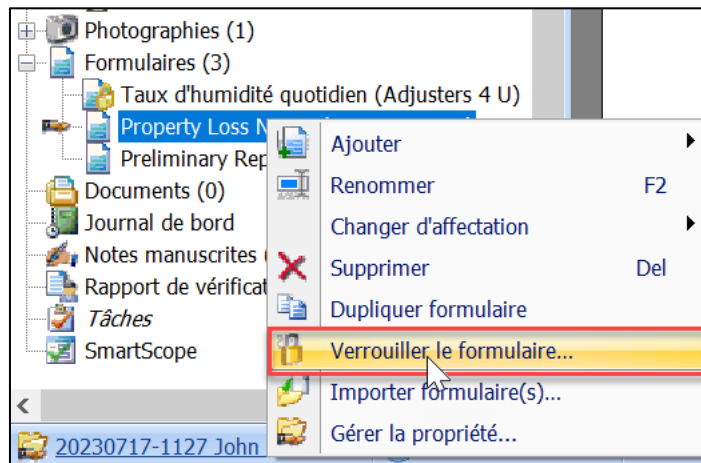 Photographies (1)
Formulaires (3)
Taux d'humidité quotidien (Adjusters 4 U)
Property Loss
Preliminary
Documents (0)
Journal de bord
Notes manuscrites
Rapport de
Tâches
SmartScope
20230717-1127 John
Ajouter
Renommer F2
Changer d'affectation
Supprimer Del
Dupliquer formulaire
Verrouiller le formulaire...
Importer formulaire(s)...
Gérer la propriété...